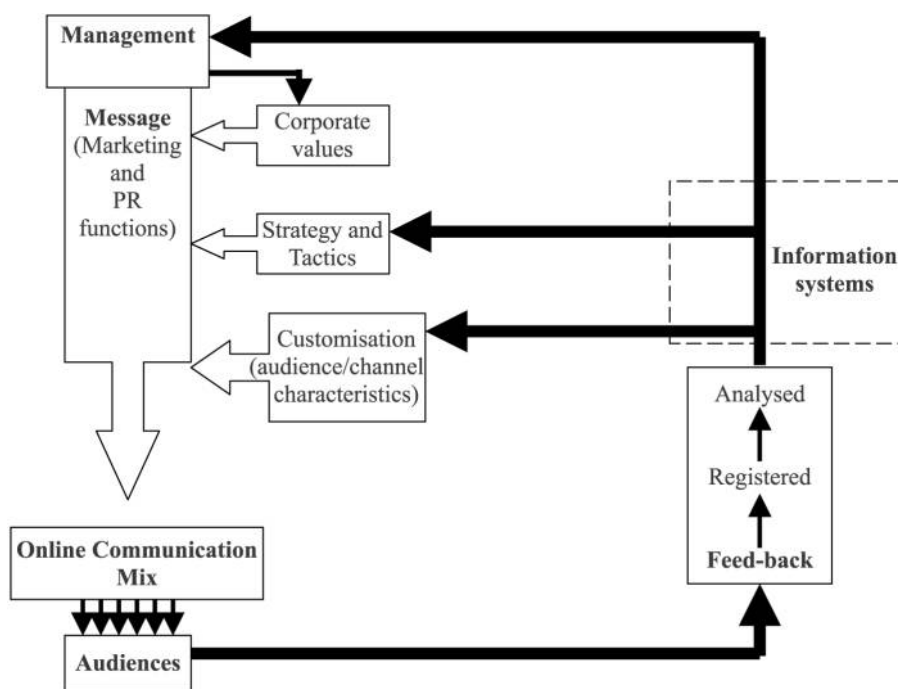 Management
Message
(Marketing
and
PR
functions)
Corporate
values
Strategy and
Tactics
Customisation
(audience/channel
characteristics)
Information
systems
Analysed
Registered
Feed-back
Online Communication
Mix
Audiences